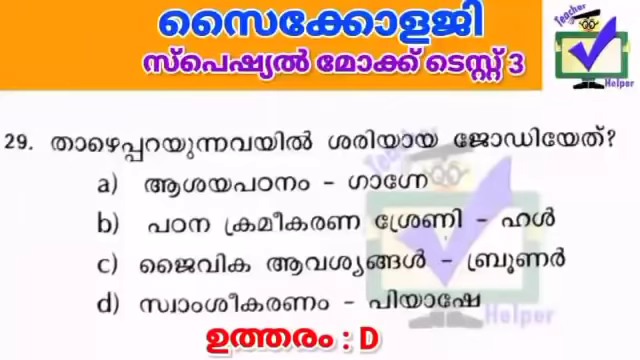 സൈക്കോളജി
സ്പെഷ്യൽ മോക്ക് ടെസ്റ്റ് 3
Teacher
Helper
29. താഴെപ്പറയുന്നവയിൽ ശരിയായ ജോഡിയേത്?
a) ആശയപഠനം - ഗാഗ്നേ
b) പഠന ക്രമീകരണ ശ്രേണി - ഹൾ
c) ജൈവിക ആവശ്യങ്ങൾ - ബ്രൂണർ
d) സ്വാംശീകരണം - പിയാഷേ
Helper
ഉത്തരം : D